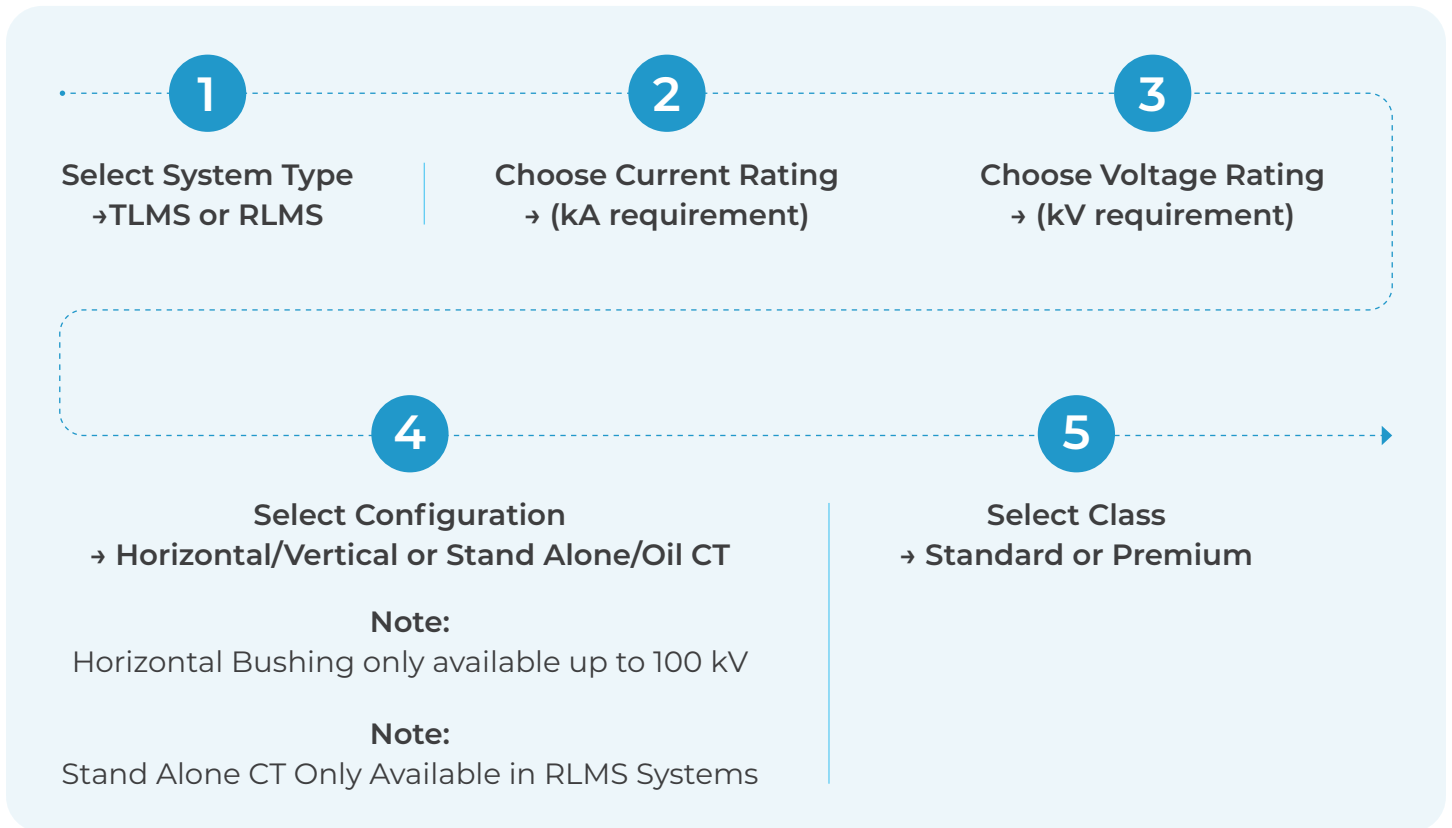 1
Select System Type
→TLMS or RLMS
2
Choose Current Rating
→ (kA requirement)
3
Choose Voltage Rating
→ (kV requirement)
4
Select Configuration
→ Horizontal/Vertical or Stand Alone/Oil CT
Note:
Horizontal Bushing only available up to 100 kV
Note:
Stand Alone CT Only Available in RLMS Systems
5
Select Class
→ Standard or Premium